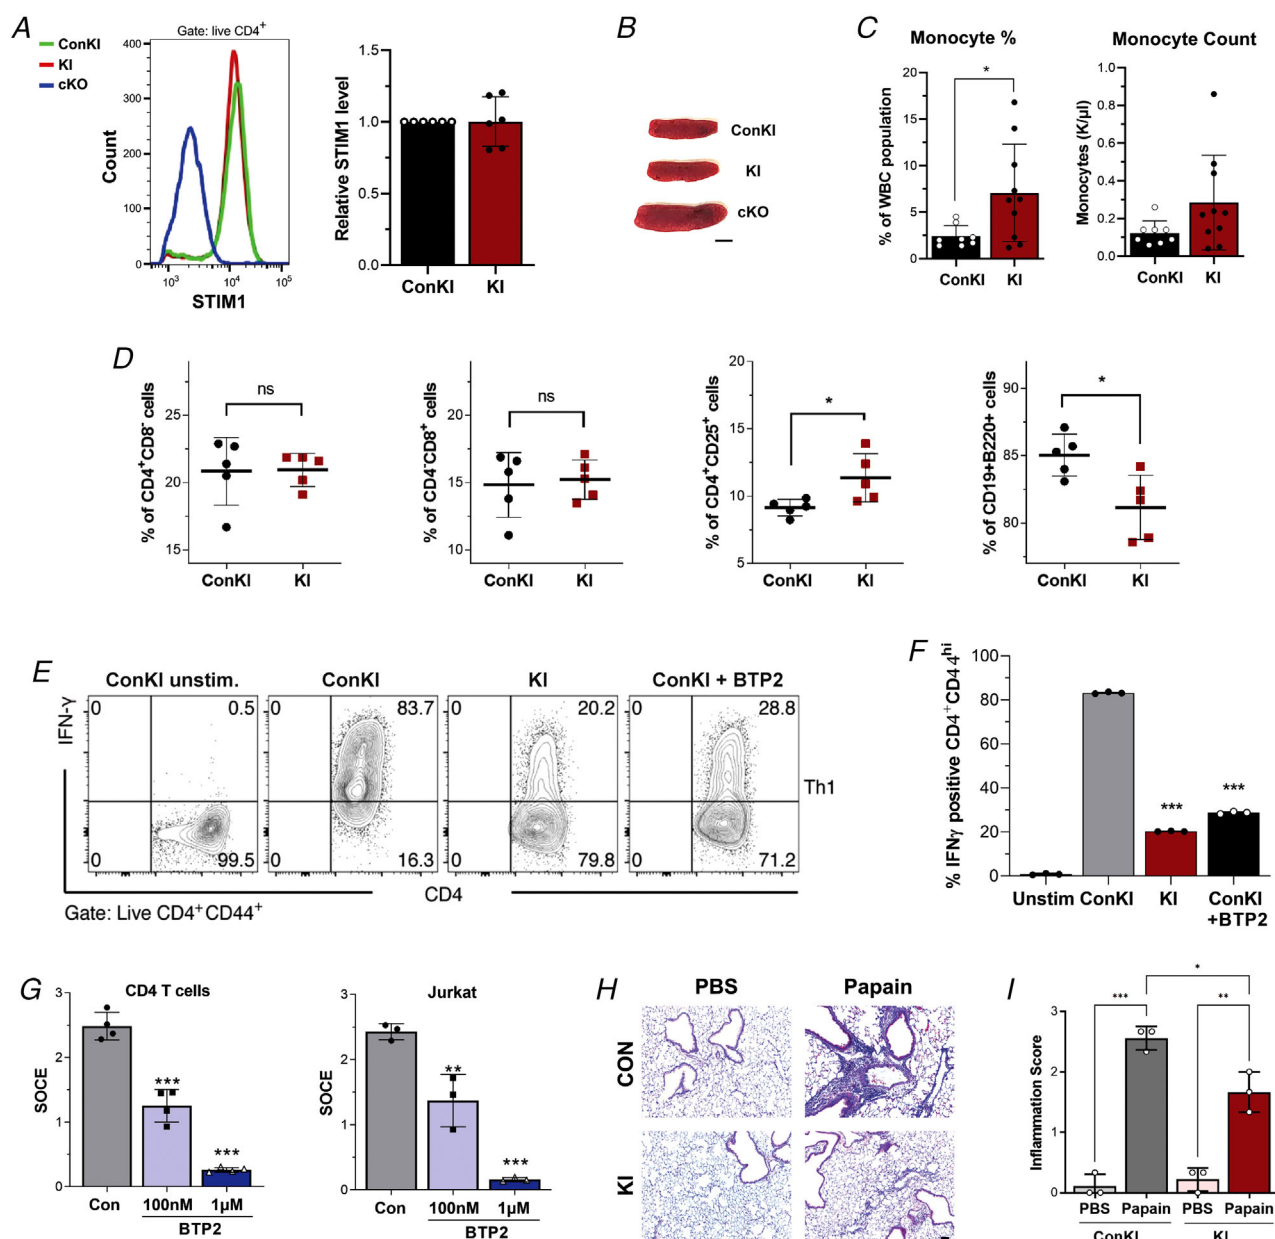 A
Gate: live CD4+
ConKI
KI
cKO
400
300
200
100
0
Count
10³ 10⁴ 10⁵
STIM1
1.5
1.0
0.5
0.0
Relative STIM1 level
ConKI KI
B
ConKI
KI
cKO
C
Monocyte %
*
20
15
10
5
0
% of WBC population
ConKI KI
Monocyte Count
1.0
0.8
0.6
0.4
0.2
0.0
Monocytes (K/µl)
ConKI KI
D
% of CD4+CD8- cells
25
20
15
ns
ConKI KI
% of CD4-CD8+ cells
20
15
10
ns
ConKI KI
% of CD4+CD25+ cells
20
15
10
5
*
ConKI KI
% of CD19+B220+ cells
90
85
80
*
ConKI KI
E
ConKI unstim. ConKI KI ConKI + BTP2
IFN-γ
0 0.5 0 83.7 0 20.2 0 28.8
Th1
0 99.5 0 16.3 0 79.8 0 71.2
CD4
Gate: Live CD4+CD44+
F
% IFNγ positive CD4+CD44hi
100
80
60
40
20
0
*** ***
Unstim ConKI KI ConKI
+BTP2
G
CD4 T cells
SOCE
3
2
1
0
***
***
Con 100nM 1µM
BTP2
Jurkat
SOCE
3
2
1
0
**
***
Con 100nM 1µM
BTP2
H
PBS Papain
CON
KI
I
*
*** **
Inflammation Score
3
2
1
0
PBS Papain PBS Papain
ConKI KI